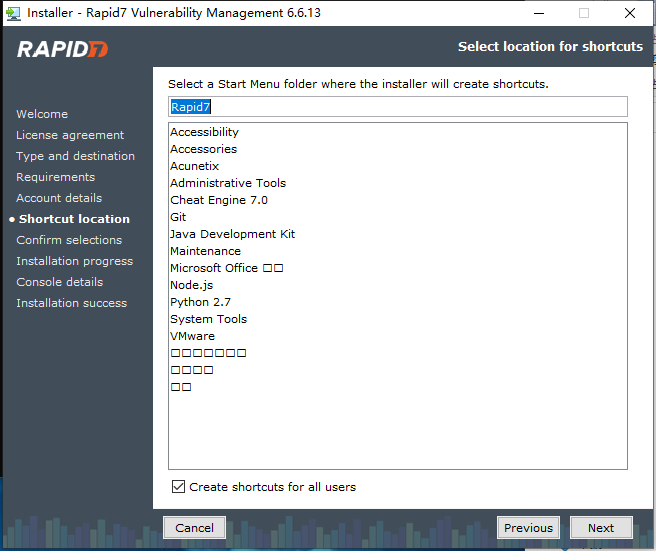 Installer - Rapid7 Vulnerability Management 6.6.13
RAPID7
Select location for shortcuts
Welcome
License agreement
Type and destination
Requirements
Account details
Shortcut location
Confirm selections
Installation progress
Console details
Installation success
Select a Start Menu folder where the installer will create shortcuts.
Rapid7
Accessibility
Accessories
Acunetix
Administrative Tools
Cheat Engine 7.0
Git
Java Development Kit
Maintenance
Microsoft Office □□
Node.js
Python 2.7
System Tools
VMware
□□□□□□□
□□□□
□□
Create shortcuts for all users
Cancel
Previous
Next